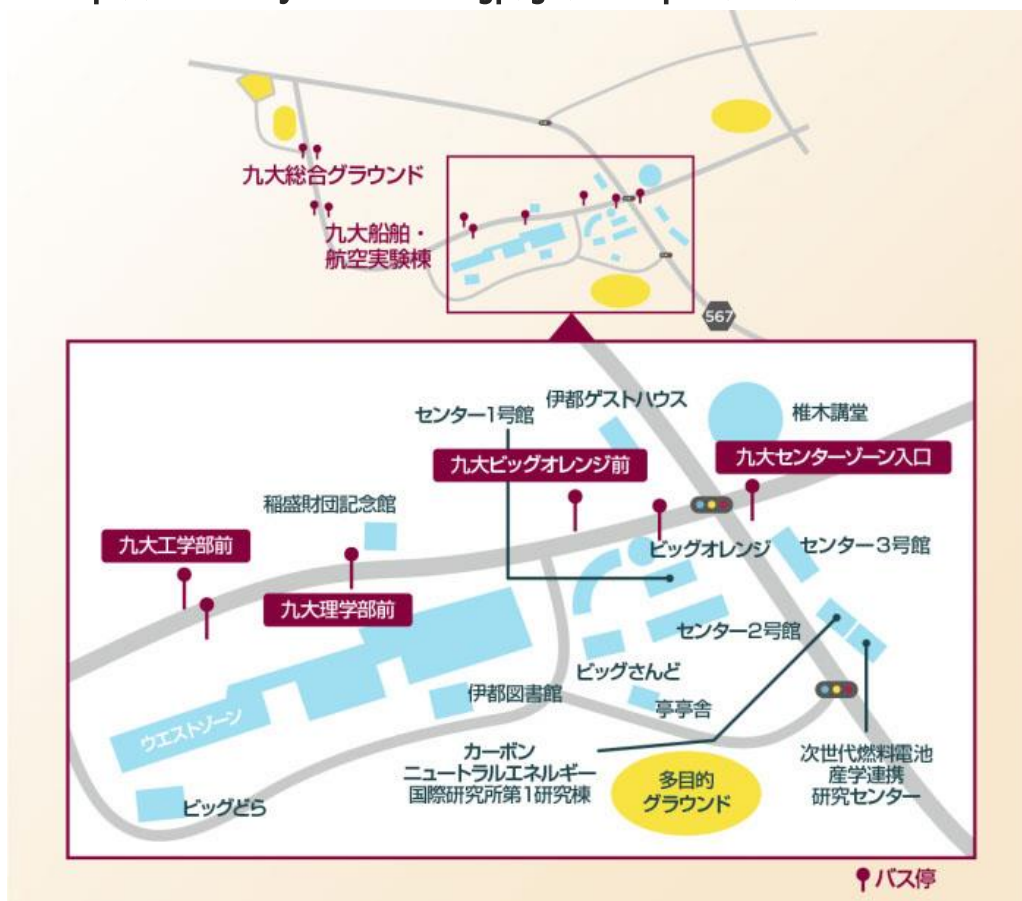 九大総合グラウンド
九大船舶・
航空実験棟
567
伊都ゲストハウス
センター1号館
椎木講堂
九大ビッグオレンジ前
九大センターゾーン入口
稲盛財団記念館
九大工学部前
ビッグオレンジ
センター3号館
九大理学部前
センター2号館
ビッグさんど
伊都図書館
亭亭舎
ウエストゾーン
カーボン
ニュートラルエネルギー
国際研究所第1研究棟
次世代燃料電池
産学連携
研究センター
多目的
グラウンド
ビッグどら
バス停